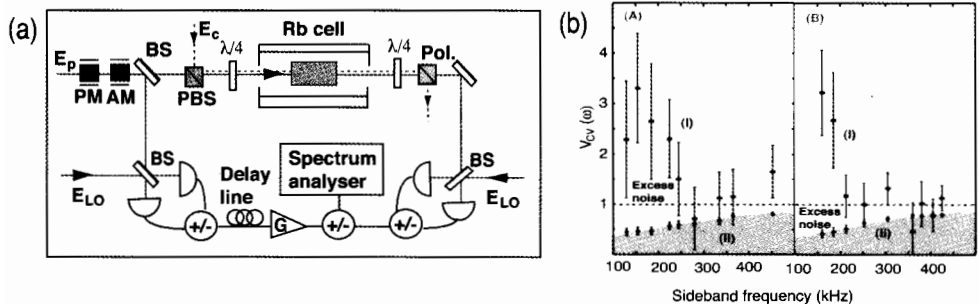 (a)
E_p
PM
AM
BS
E_c
PBS
λ/4
Rb cell
λ/4
Pol.
BS
E_LO
Delay
line
G
Spectrum
analyser
+/-
+/-
+/-
BS
E_LO
(b)
V_CV (ω)
4
3
2
1
0
(A)
(I)
Excess
noise
(II)
(B)
(I)
Excess
noise
(II)
100 200 300 400 100 200 300 400
Sideband frequency (kHz)